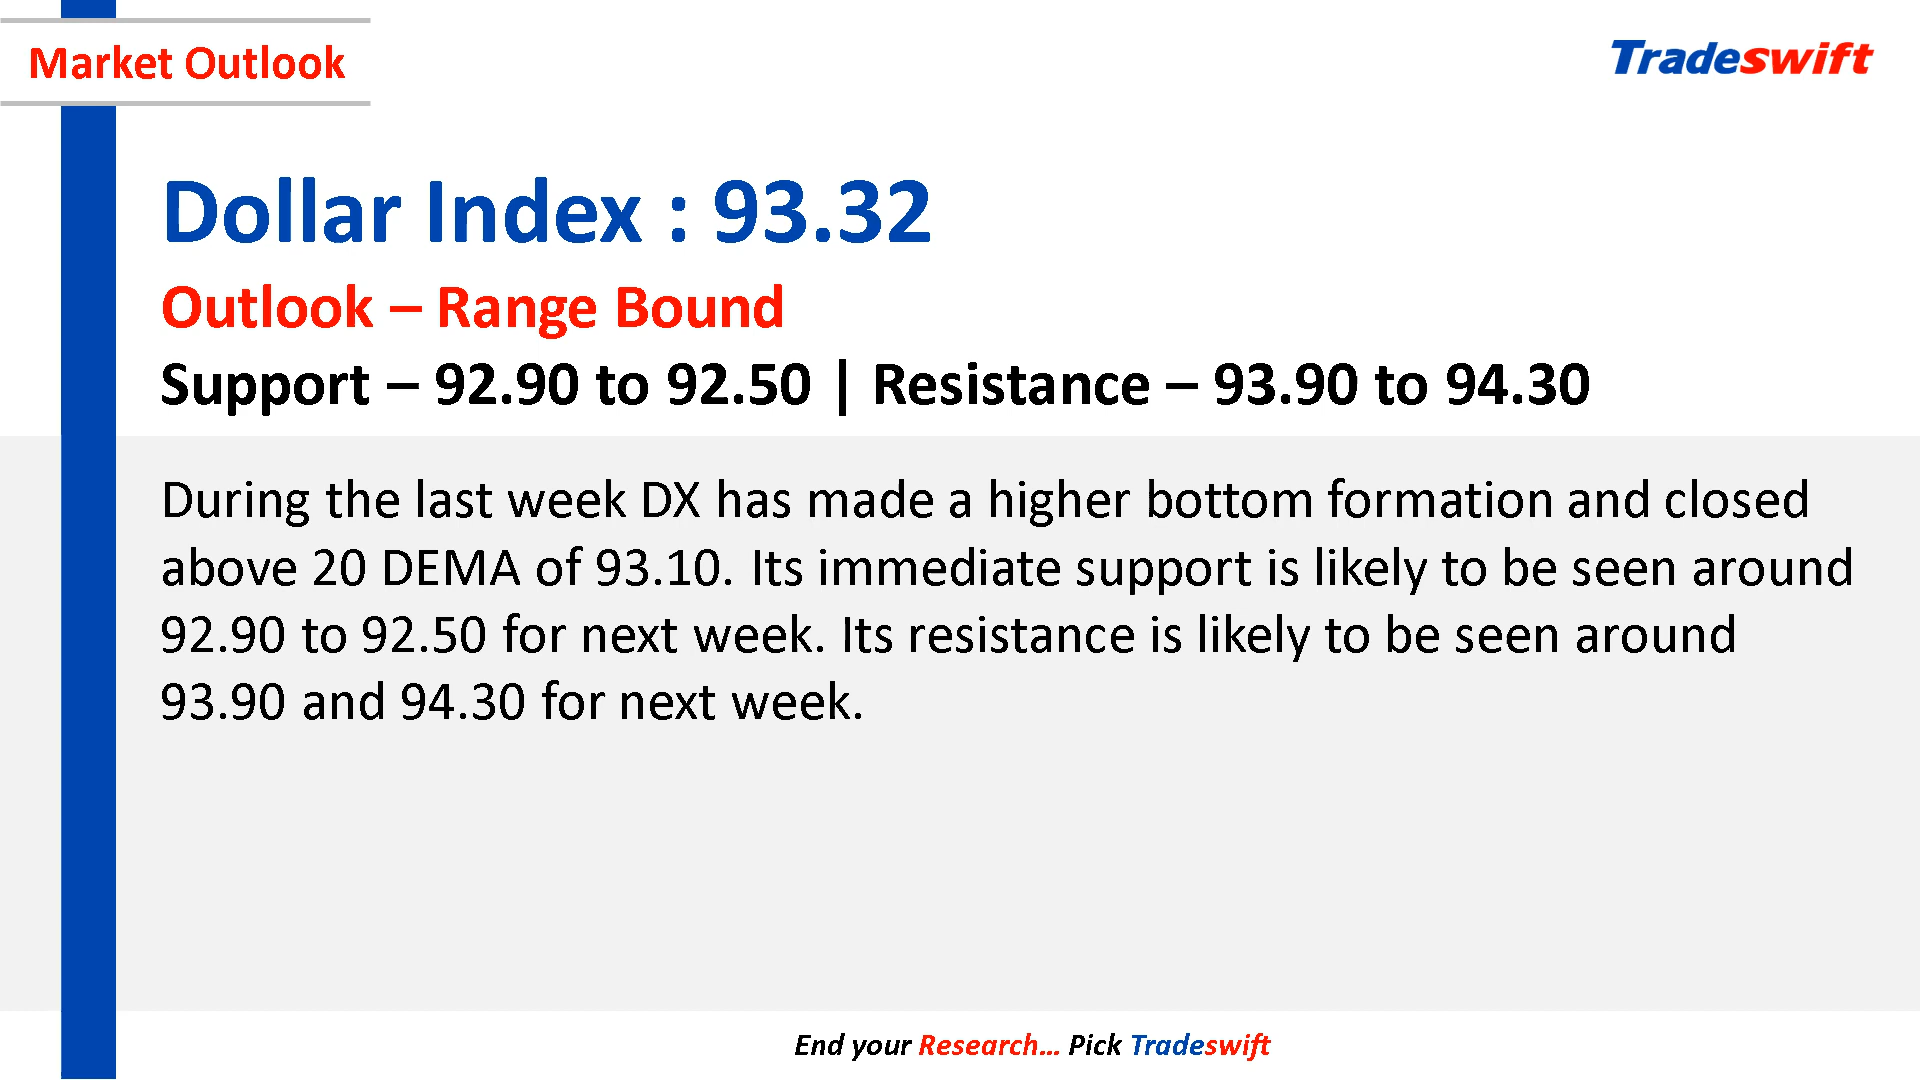 Market Outlook
Tradeswift
Dollar Index : 93.32
Outlook – Range Bound
Support – 92.90 to 92.50 | Resistance – 93.90 to 94.30
During the last week DX has made a higher bottom formation and closed
above 20 DEMA of 93.10. Its immediate support is likely to be seen around
92.90 to 92.50 for next week. Its resistance is likely to be seen around
93.90 and 94.30 for next week.
End your Research… Pick Tradeswift